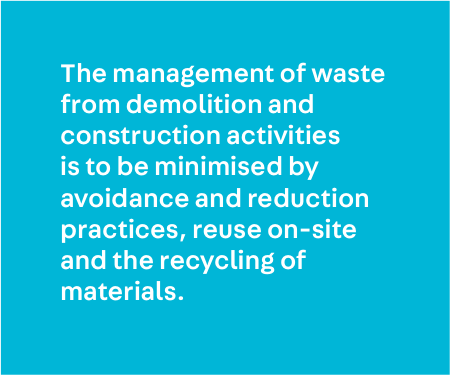 The management of waste
from demolition and
construction activities
is to be minimised by
avoidance and reduction
practices, reuse on-site
and the recycling of
materials.